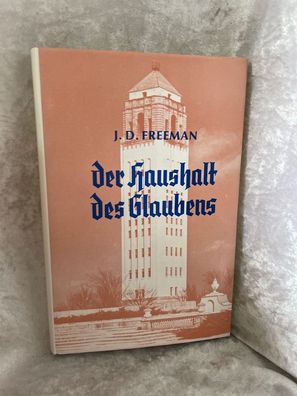 J. D. FREEMAN
der Haushalt
des Glaubens